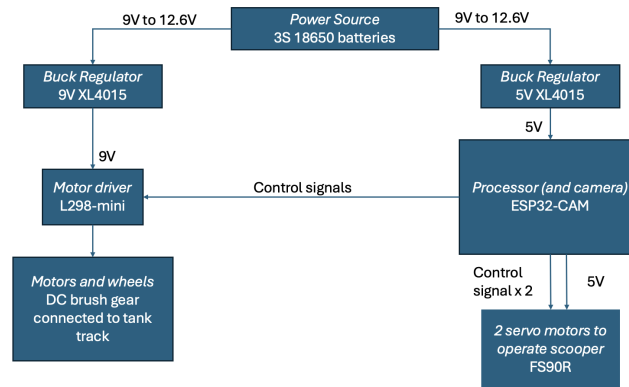 Power Source
3S 18650 batteries
9V to 12.6V
9V to 12.6V
Buck Regulator
9V XL4015
Buck Regulator
5V XL4015
9V
5V
Motor driver
L298-mini
Control signals
Processor (and camera)
ESP32-CAM
Motors and wheels
DC brush gear
connected to tank
track
Control
signal x 2
5V
2 servo motors to
operate scooper
FS90R